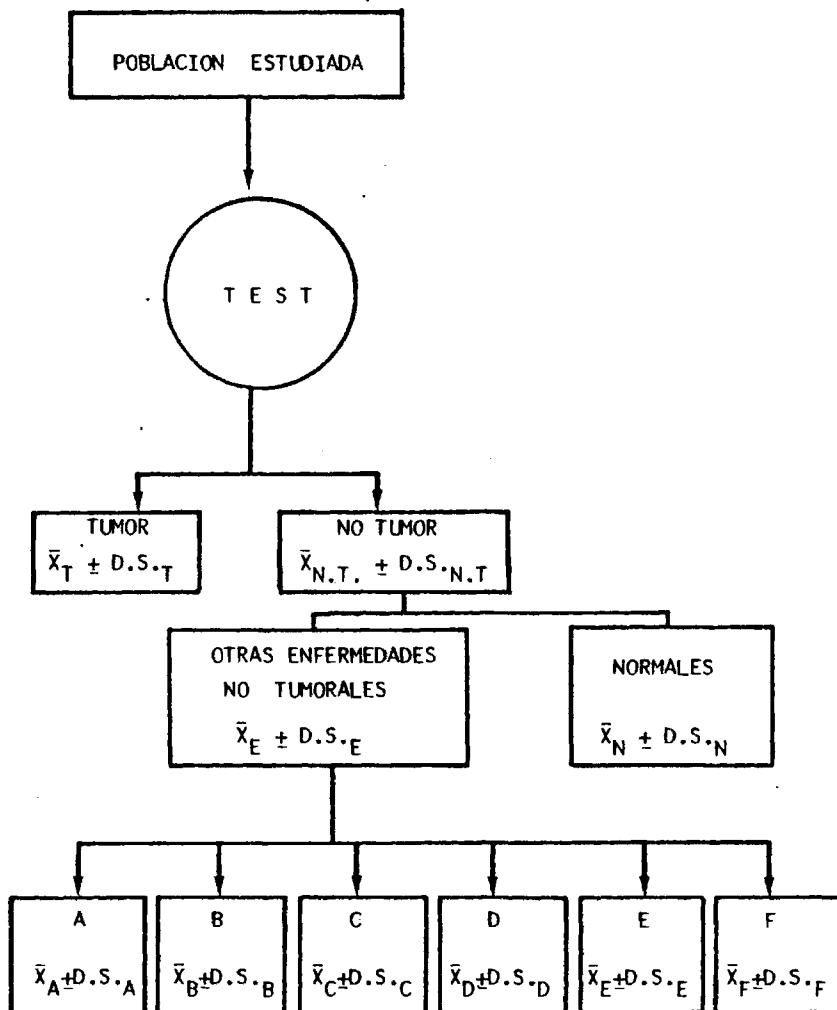 POBLACION ESTUDIADA
TEST
TUMOR
X̄T ± D.S.T
NO TUMOR
X̄N.T. ± D.S.N.T
OTRAS ENFERMEDADES
NO TUMORALES
X̄E ± D.S.E
NORMALES
X̄N ± D.S.N
A
X̄A±D.S.A
B
X̄B±D.S.B
C
X̄C±D.S.C
D
X̄D±D.S.D
E
X̄E±D.S.E
F
X̄F±D.S.F